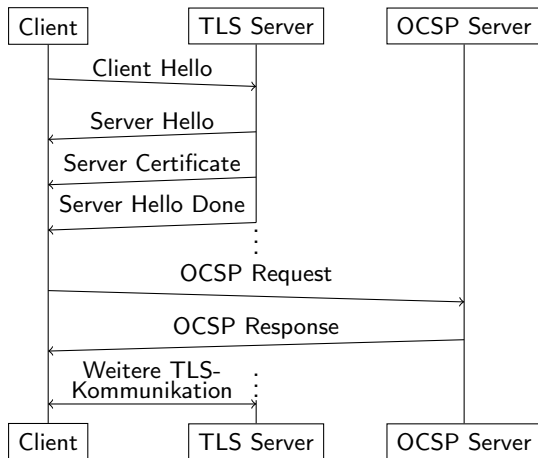 Client TLS Server OCSP Server
Client Hello
Server Hello
Server Certificate
Server Hello Done
OCSP Request
OCSP Response
Weitere TLS-
Kommunikation
Client TLS Server OCSP Server